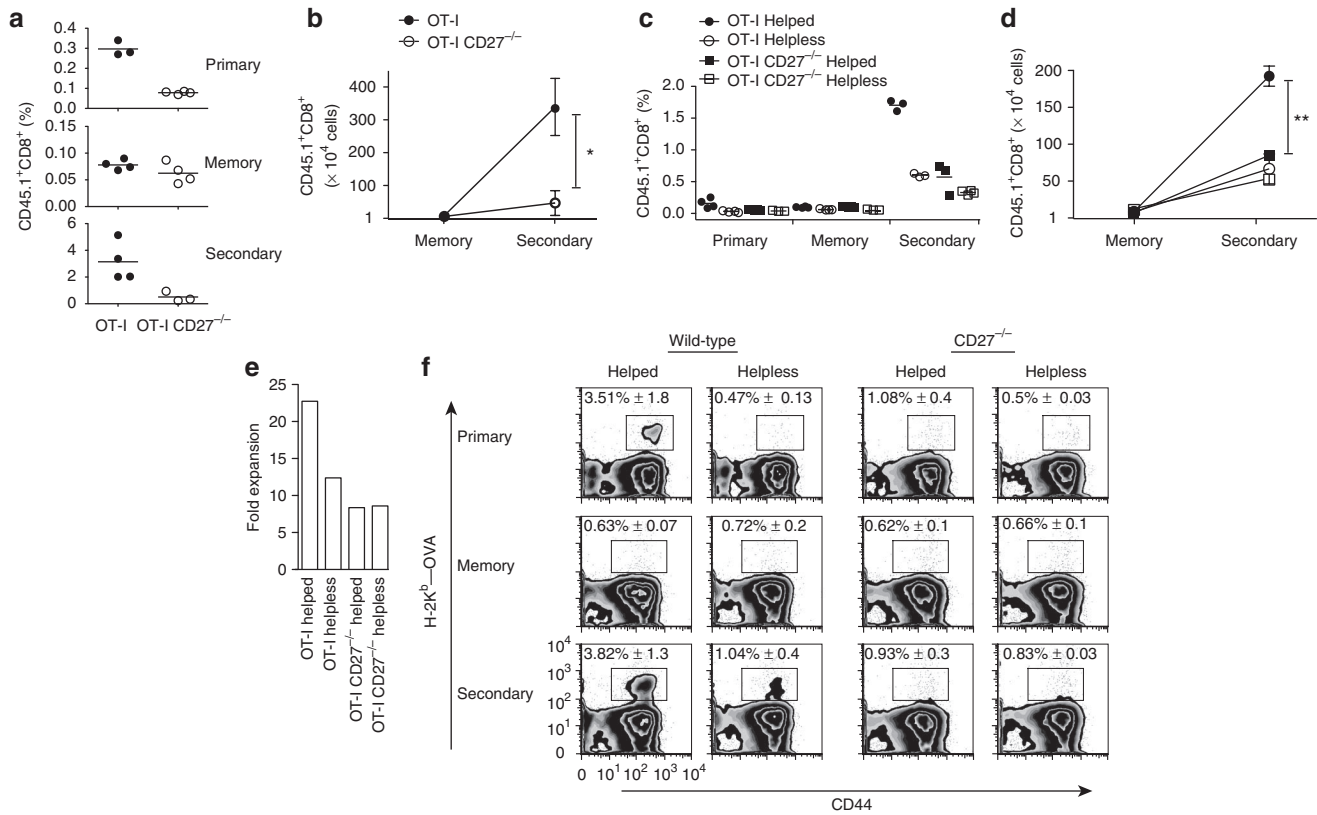 a
CD45.1⁺CD8⁺ (%)
0.4
0.3
0.2
0.1
0.0
Primary
0.15
0.10
0.05
0.00
Memory
6
4
2
0
Secondary
OT-I OT-I CD27⁻/⁻
b
OT-I
OT-I CD27⁻/⁻
CD45.1⁺CD8⁺
(× 10⁴ cells)
400
300
200
100
1
*
Memory Secondary
c
OT-I Helped
OT-I Helpless
OT-I CD27⁻/⁻ Helped
OT-I CD27⁻/⁻ Helpless
CD45.1⁺CD8⁺ (%)
2.0
1.5
1.0
0.5
0.0
Primary Memory Secondary
d
CD45.1⁺CD8⁺ (× 10⁴ cells)
200
150
100
50
1
**
Memory Secondary
e
Fold expansion
25
20
15
10
5
0
OT-I helped
OT-I helpless
OT-I CD27⁻/⁻ helped
OT-I CD27⁻/⁻ helpless
f
Wild-type CD27⁻/⁻
Helped Helpless Helped Helpless
H-2Kᵇ—OVA
Primary
3.51% ± 1.8 0.47% ± 0.13 1.08% ± 0.4 0.5% ± 0.03
Memory
0.63% ± 0.07 0.72% ± 0.2 0.62% ± 0.1 0.66% ± 0.1
Secondary
3.82% ± 1.3 1.04% ± 0.4 0.93% ± 0.3 0.83% ± 0.03
10⁴
10³
10²
10¹
0
0 10¹ 10² 10³ 10⁴
CD44